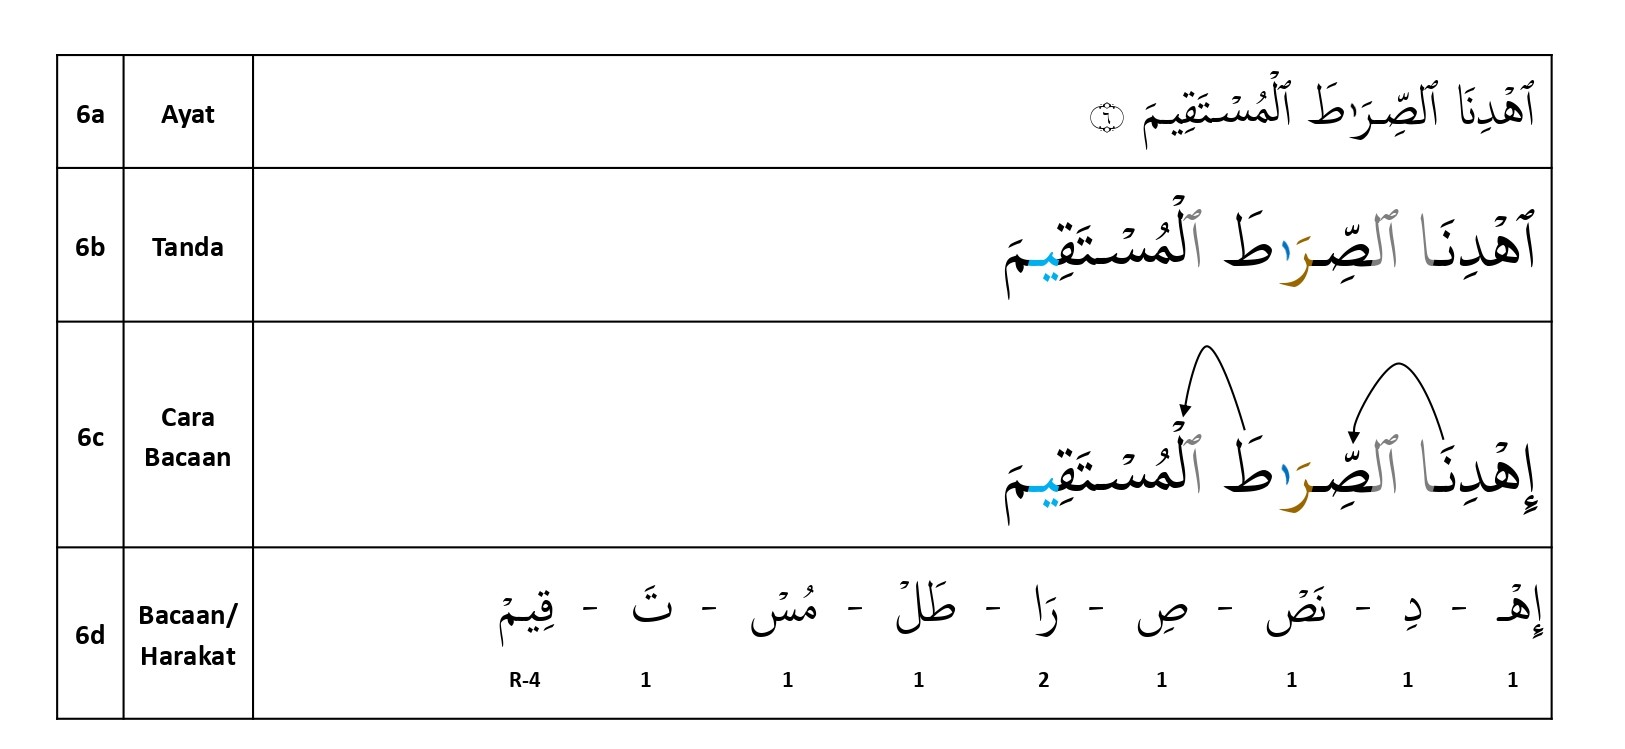 6a Ayat ٱهْدِنَا ٱلصِّرَٰطَ ٱلْمُسْتَقِيمَ ٦
6b Tanda ٱهْدِنَا ٱلصِّرَٰطَ ٱلْمُسْتَقِيمَ
6c Cara Bacaan إِهْدِنَا ٱلصِّرَٰطَ ٱلْمُسْتَقِيمَ
6d Bacaan/ Harakat إِهْـ - دِ - نَصْ - صِ - رَا - طَلْ - مُسْ - تَ - قِيمْ
R-4 1 1 1 2 1 1 1 1